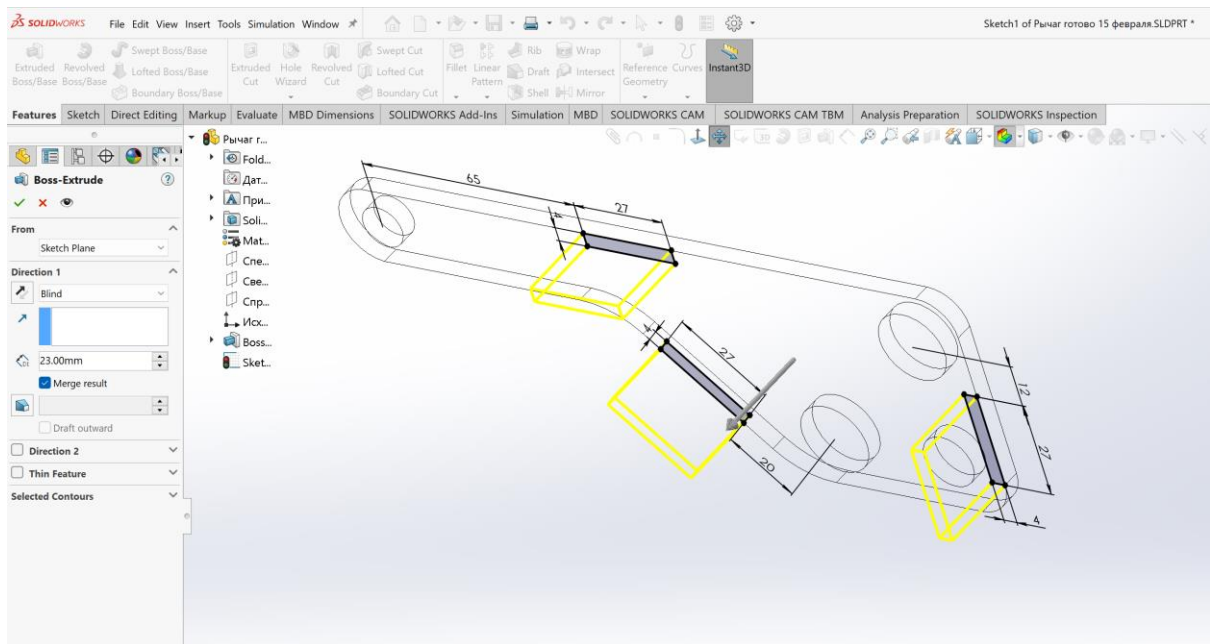 SOLIDWORKS File Edit View Insert Tools Simulation Window Sketch1 of Рычаг готово 15 февраля.SLDPRT *
Extruded Boss/Base Revolved Boss/Base Swept Boss/Base Lofted Boss/Base Boundary Boss/Base Extruded Cut Hole Wizard Revolved Cut Swept Cut Lofted Cut Boundary Cut Fillet Linear Pattern Rib Draft Shell Wrap Intersect Mirror Reference Geometry Curves Instant3D
Features Sketch Direct Editing Markup Evaluate MBD Dimensions SOLIDWORKS Add-Ins Simulation MBD SOLIDWORKS CAM SOLIDWORKS CAM TBM Analysis Preparation SOLIDWORKS Inspection
Boss-Extrude
From
Sketch Plane
Direction 1
Blind
23.00mm
Merge result
Draft outward
Direction 2
Thin Feature
Selected Contours
Рычаг г...
Fold...
Дат...
При...
Soli...
Mat...
Спе...
Све...
Спр...
Исх...
Boss...
Sket...
65
27
4
4
27
20
12
27
4